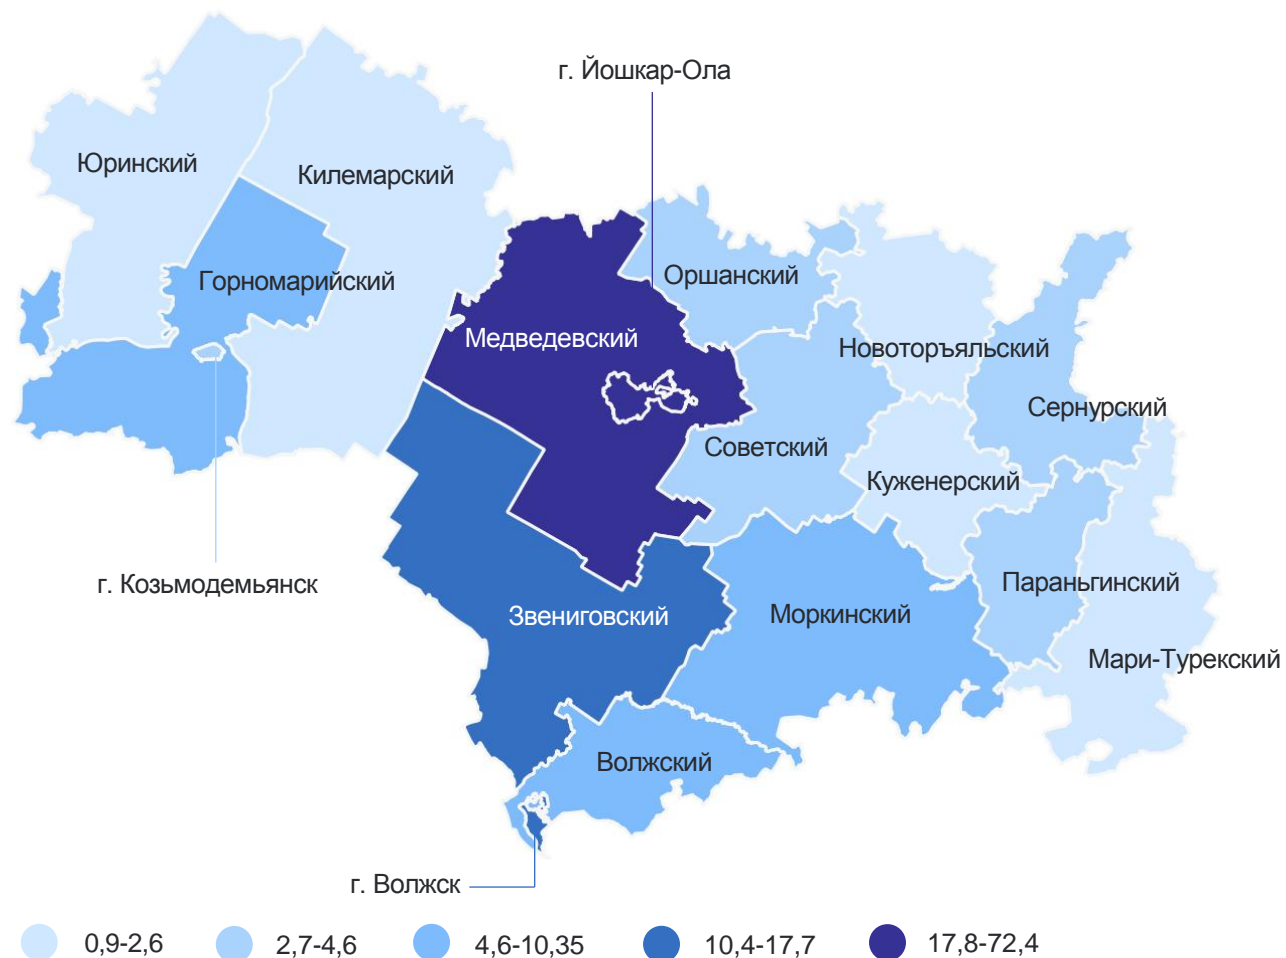 г. Йошкар-Ола
Юринский
Килемарский
Горномарийский
Оршанский
Медведевский
Новоторъяльский
Сернурский
Советский
Куженерский
г. Козьмодемьянск
Параньгинский
Звениговский
Моркинский
Мари-Турекский
Волжский
г. Волжск
0,9-2,6 2,7-4,6 4,6-10,35 10,4-17,7 17,8-72,4